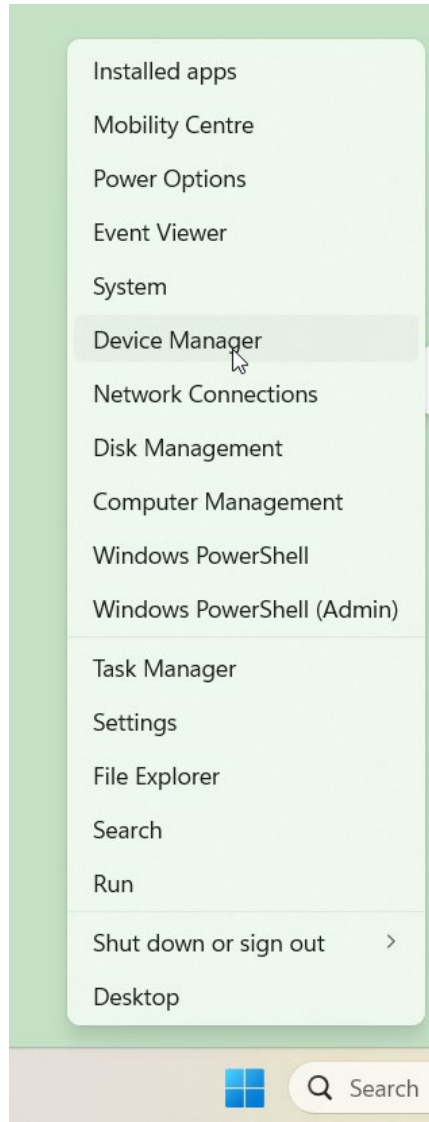 Installed apps
Mobility Centre
Power Options
Event Viewer
System
Device Manager
Network Connections
Disk Management
Computer Management
Windows PowerShell
Windows PowerShell (Admin)
Task Manager
Settings
File Explorer
Search
Run
Shut down or sign out
Desktop
Search